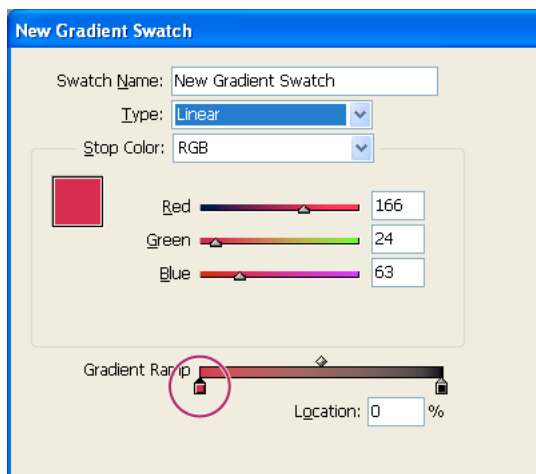 New Gradient Swatch
Swatch Name: New Gradient Swatch
Type: Linear
Stop Color: RGB
Red 166
Green 24
Blue 63
Gradient Ramp
Location: 0 %